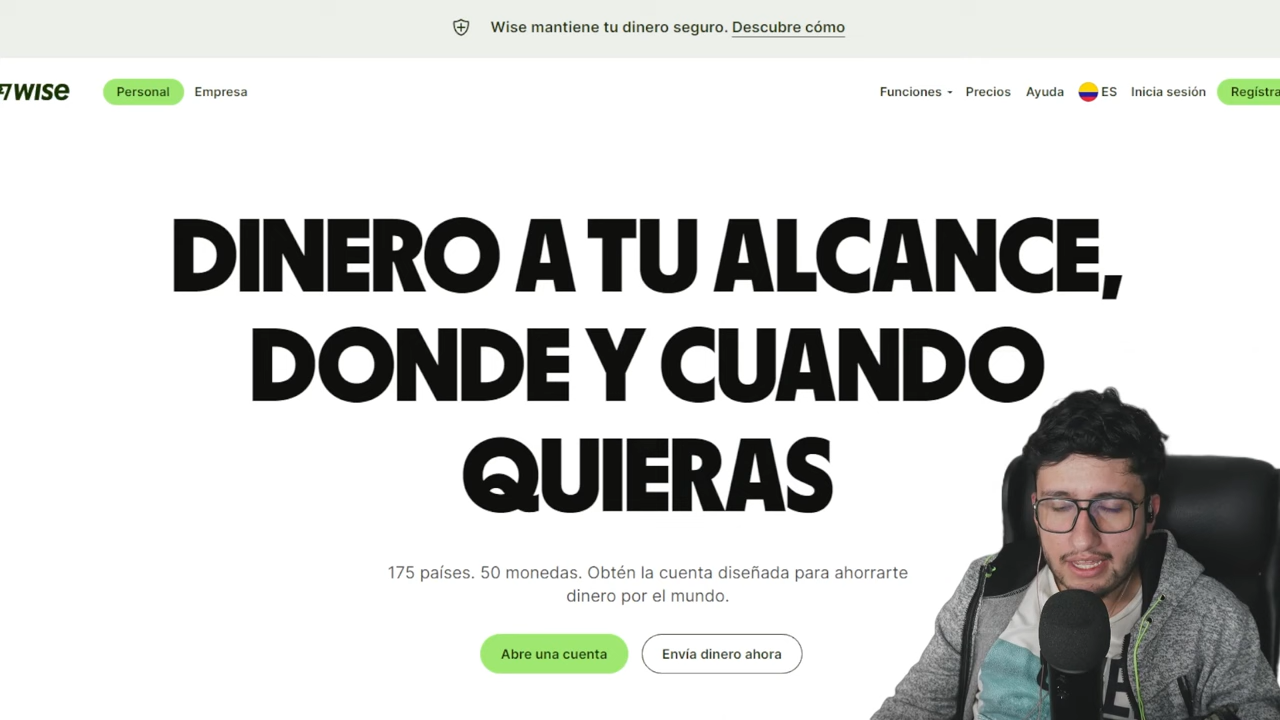 Wise mantiene tu dinero seguro. Descubre cómo
WISE Personal Empresa Funciones Precios Ayuda ES Inicia sesión Regístra
DINERO A TU ALCANCE,
DONDE Y CUANDO
QUIERAS
175 países. 50 monedas. Obtén la cuenta diseñada para ahorrarte
dinero por el mundo.
Abre una cuenta Envía dinero ahora